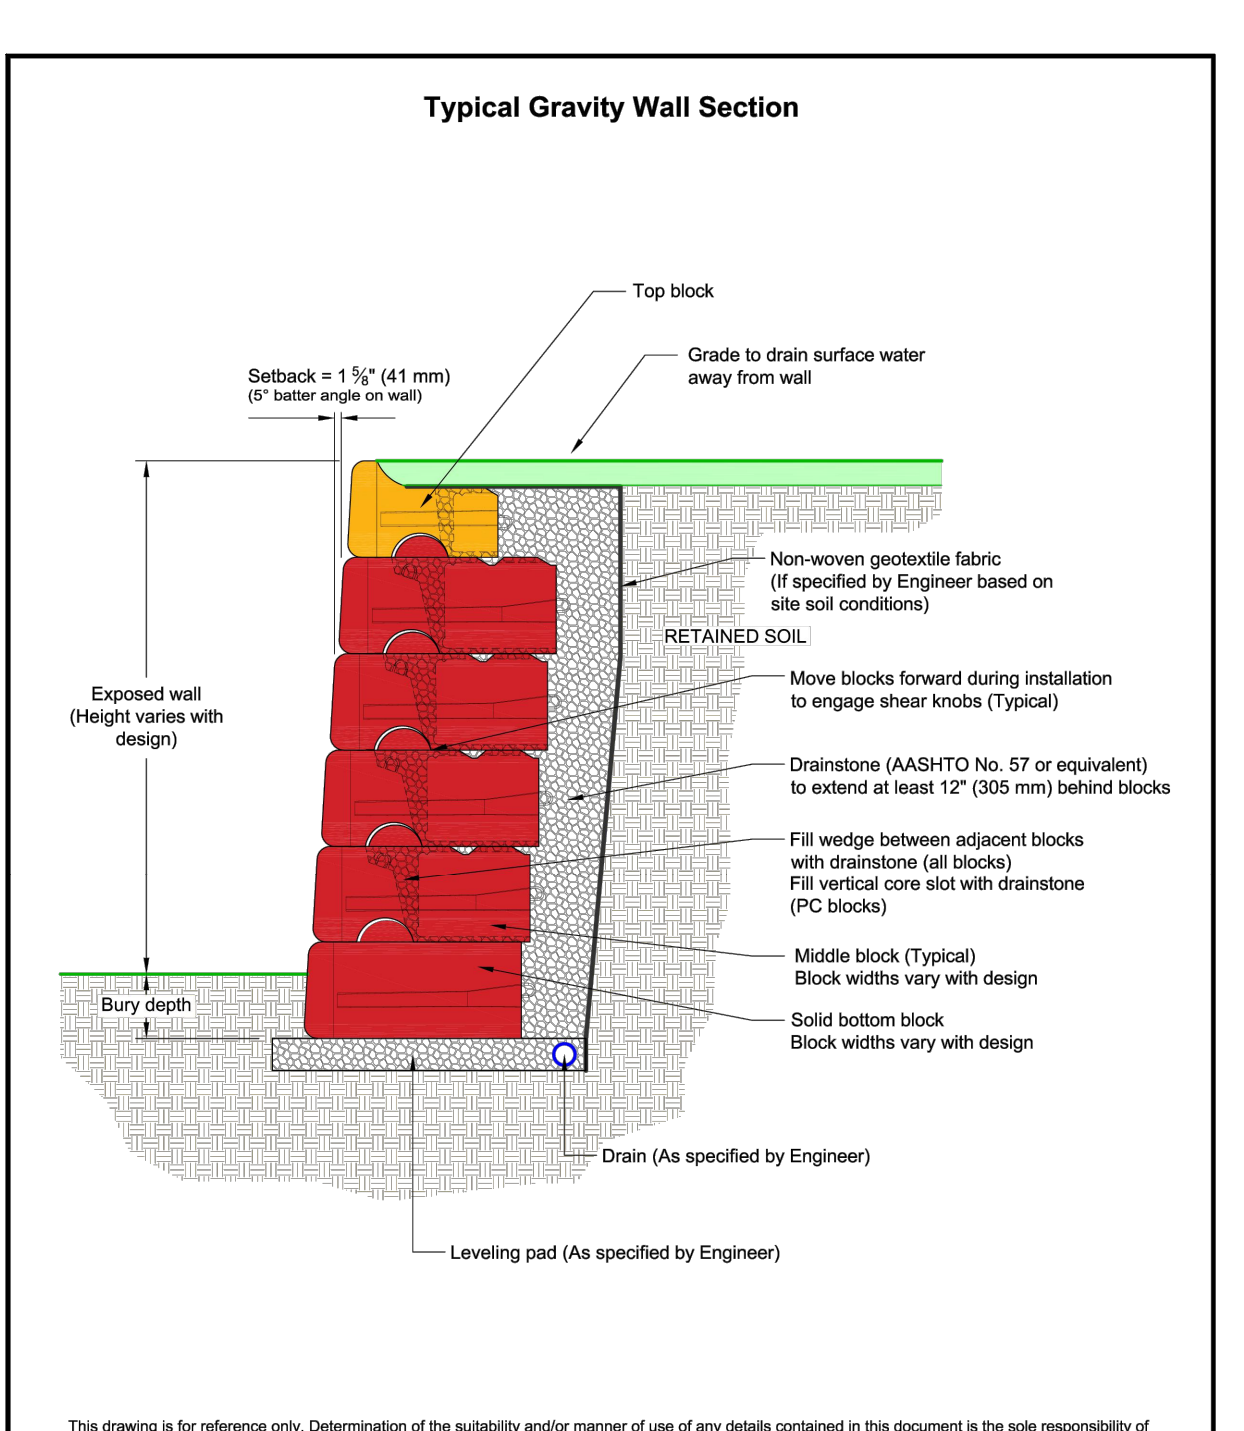 Typical Gravity Wall Section
Top block
Grade to drain surface water
away from wall
Setback = 1 5⁄8" (41 mm)
(5° batter angle on wall)
Non-woven geotextile fabric
(If specified by Engineer based on
site soil conditions)
RETAINED SOIL
Move blocks forward during installation
to engage shear knobs (Typical)
Exposed wall
(Height varies with
design)
Drainstone (AASHTO No. 57 or equivalent)
to extend at least 12" (305 mm) behind blocks
Fill wedge between adjacent blocks
with drainstone (all blocks)
Fill vertical core slot with drainstone
(PC blocks)
Middle block (Typical)
Block widths vary with design
Bury depth
Solid bottom block
Block widths vary with design
Drain (As specified by Engineer)
Leveling pad (As specified by Engineer)
This drawing is for reference only. Determination of the suitability and/or manner of use of any details contained in this document is the sole responsibility of